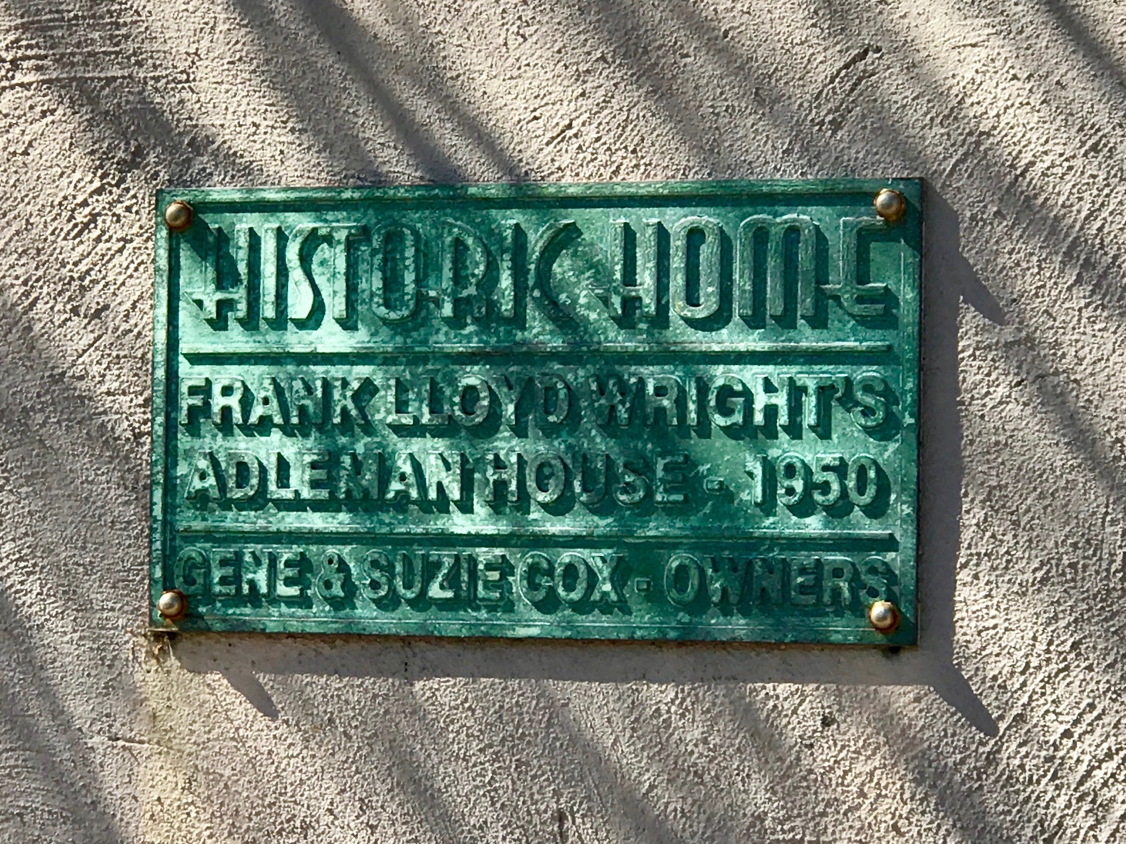 HISTORIC HOME
FRANK LLOYD WRIGHT'S
ADLEMAN HOUSE - 1950
GENE & SUZIE COX - OWNERS